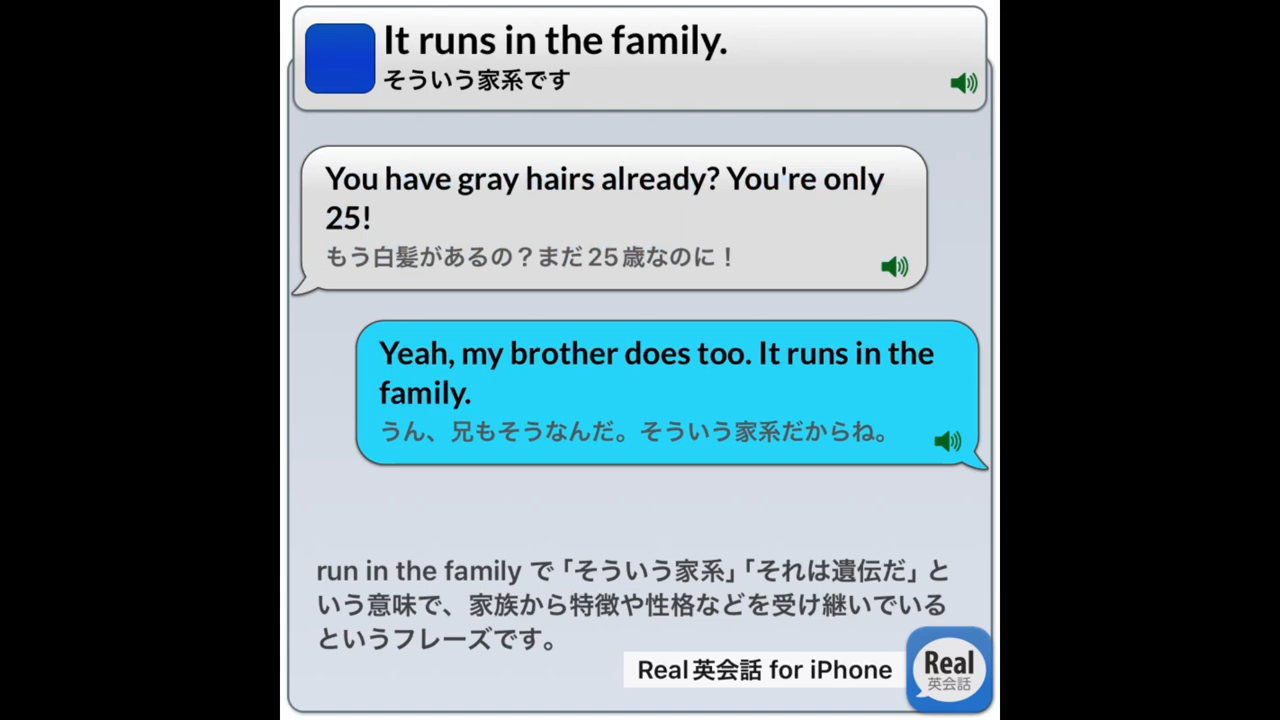 It runs in the family.
そういう家系です
You have gray hairs already? You're only
25!
もう白髪があるの？まだ25歳なのに！
Yeah, my brother does too. It runs in the
family.
うん、兄もそうなんだ。そういう家系だからね。
run in the family で「そういう家系」「それは遺伝だ」と
いう意味で、家族から特徴や性格などを受け継いでいる
というフレーズです。
Real英会話 for iPhone
Real
英会話